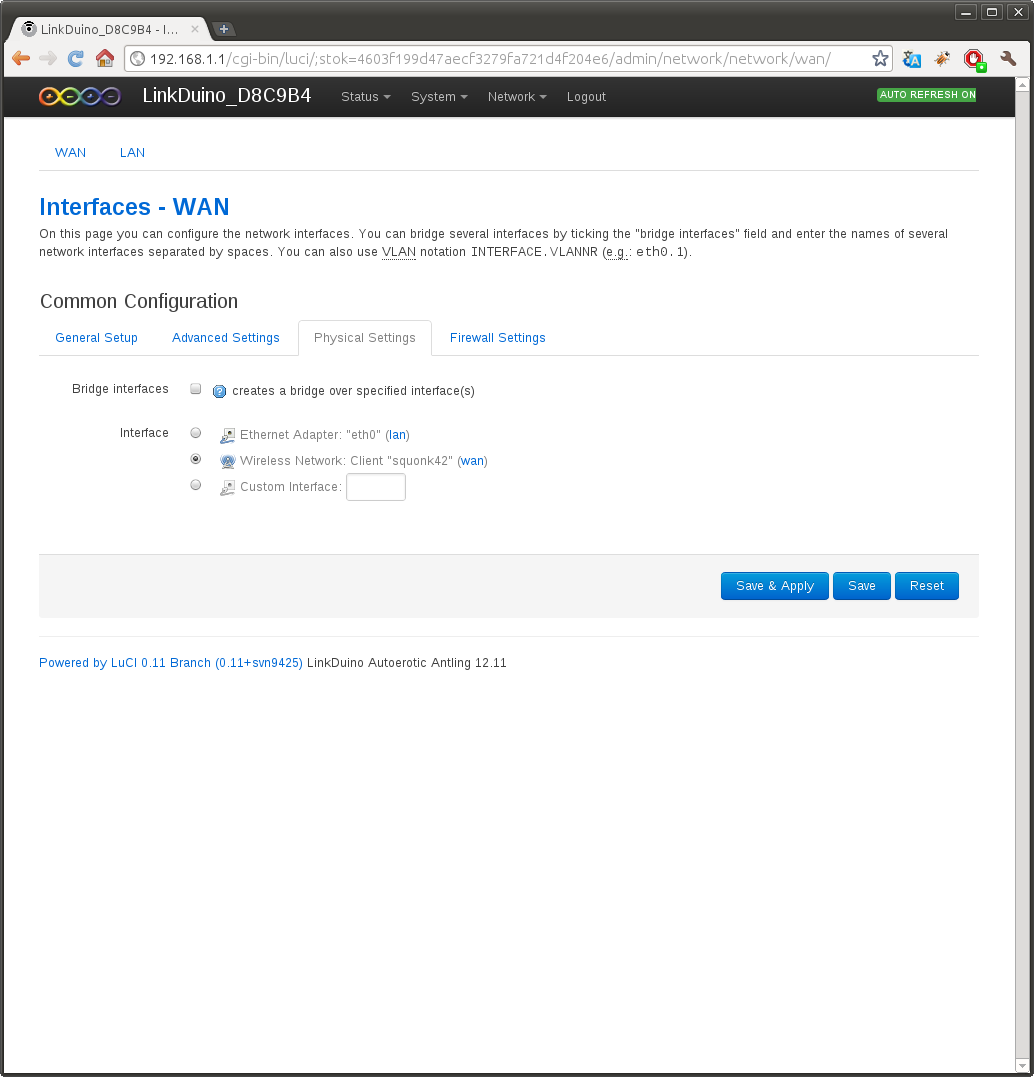 LinkDuino_D8C9B4 - I...
192.168.1.1/cgi-bin/luci/;stok=4603f199d47aecf3279fa721d4f204e6/admin/network/network/wan/
LinkDuino_D8C9B4 Status System Network Logout AUTO REFRESH ON
WAN LAN
Interfaces - WAN
On this page you can configure the network interfaces. You can bridge several interfaces by ticking the "bridge interfaces" field and enter the names of several
network interfaces separated by spaces. You can also use VLAN notation INTERFACE.VLANNR (e.g.: eth0.1).
Common Configuration
General Setup Advanced Settings Physical Settings Firewall Settings
Bridge interfaces creates a bridge over specified interface(s)
Interface Ethernet Adapter: "eth0" (lan)
Wireless Network: Client "squonk42" (wan)
Custom Interface:
Save & Apply Save Reset
Powered by LuCI 0.11 Branch (0.11+svn9425) LinkDuino Autoerotic Antling 12.11